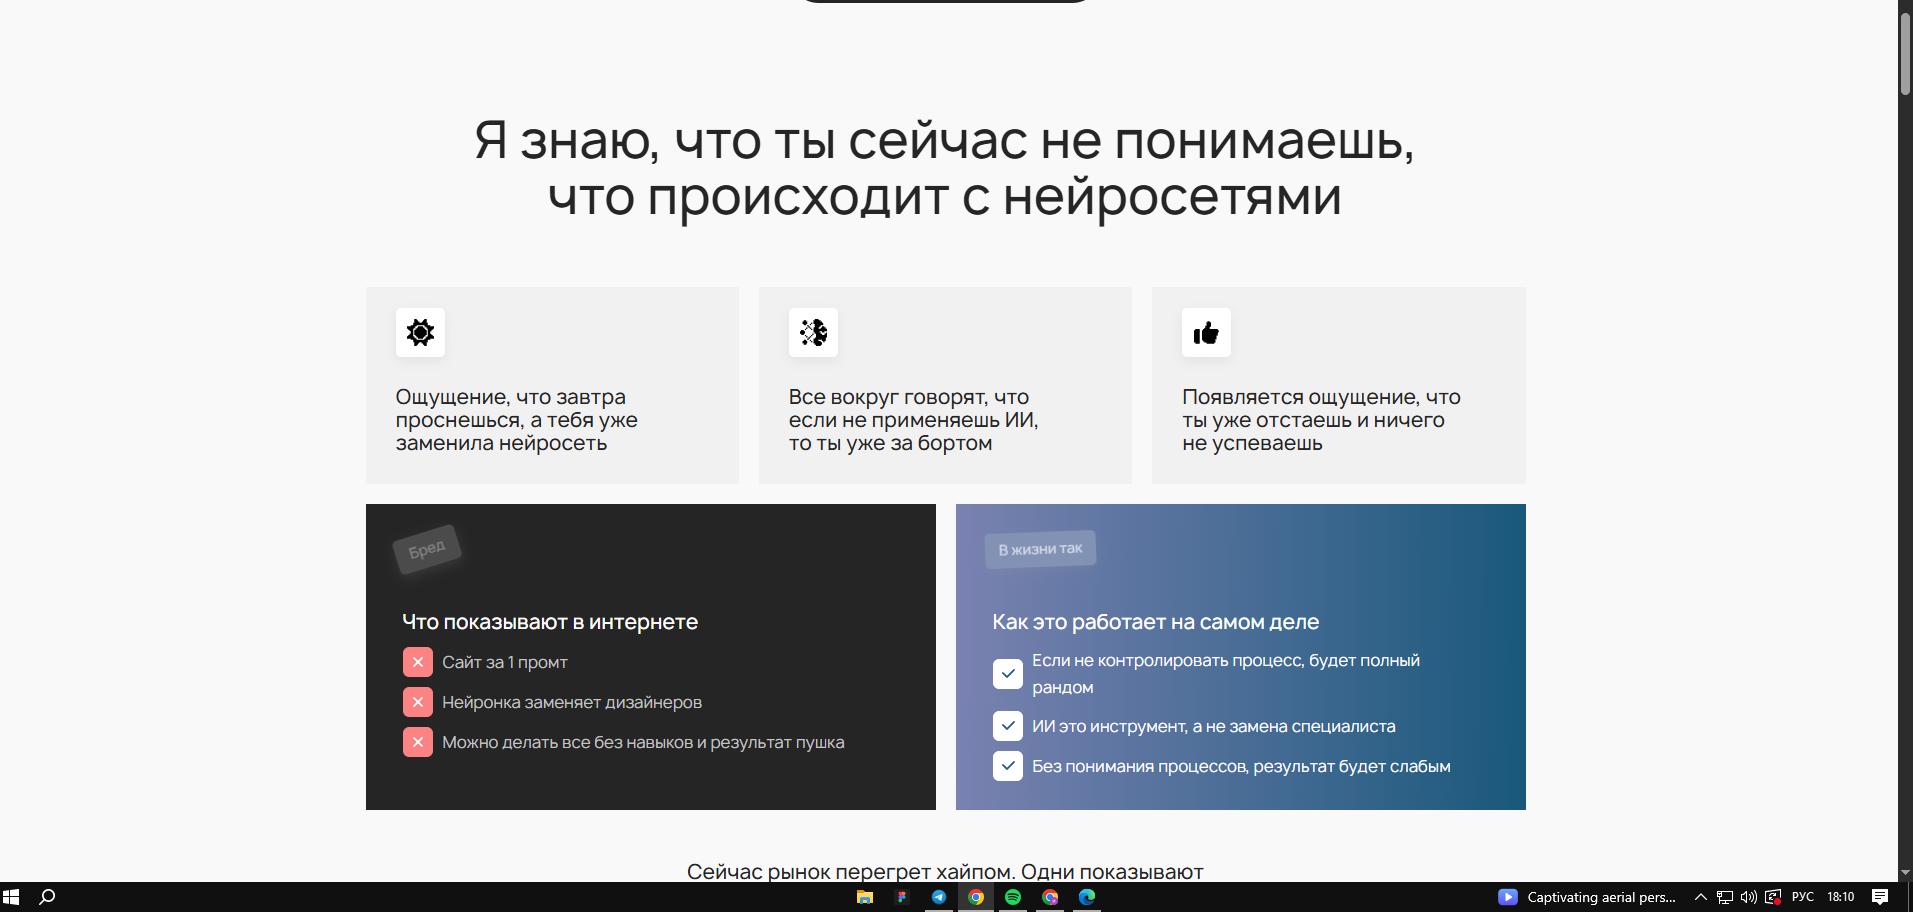 Я знаю, что ты сейчас не понимаешь,
что происходит с нейросетями
Ощущение, что завтра
проснешься, а тебя уже
заменила нейросеть
Все вокруг говорят, что
если не применяешь ИИ,
то ты уже за бортом
Появляется ощущение, что
ты уже отстаешь и ничего
не успеваешь
Бред
Что показывают в интернете
Сайт за 1 промт
Нейронка заменяет дизайнеров
Можно делать все без навыков и результат пушка
В жизни так
Как это работает на самом деле
Если не контролировать процесс, будет полный
рандом
ИИ это инструмент, а не замена специалиста
Без понимания процессов, результат будет слабым
Сейчас рынок перегрет хайпом. Одни показывают
Captivating aerial pers...
РУС
18:10